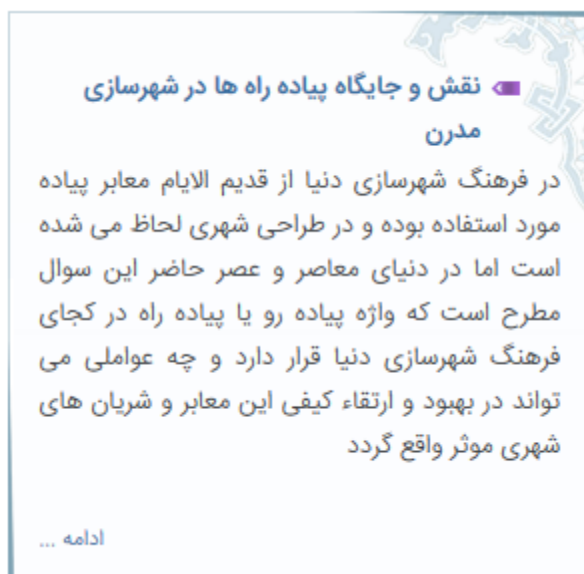 نقش و جایگاه پیاده راه ها در شهرسازی
مدرن
در فرهنگ شهرسازی دنیا از قدیم الایام معابر پیاده
مورد استفاده بوده و در طراحی شهری لحاظ می شده
است اما در دنیای معاصر و عصر حاضر این سوال
مطرح است که واژه پیاده رو یا پیاده راه در کجای
فرهنگ شهرسازی دنیا قرار دارد و چه عواملی می
تواند در بهبود و ارتقاء کیفی این معابر و شریان های
شهری موثر واقع گردد
ادامه ...